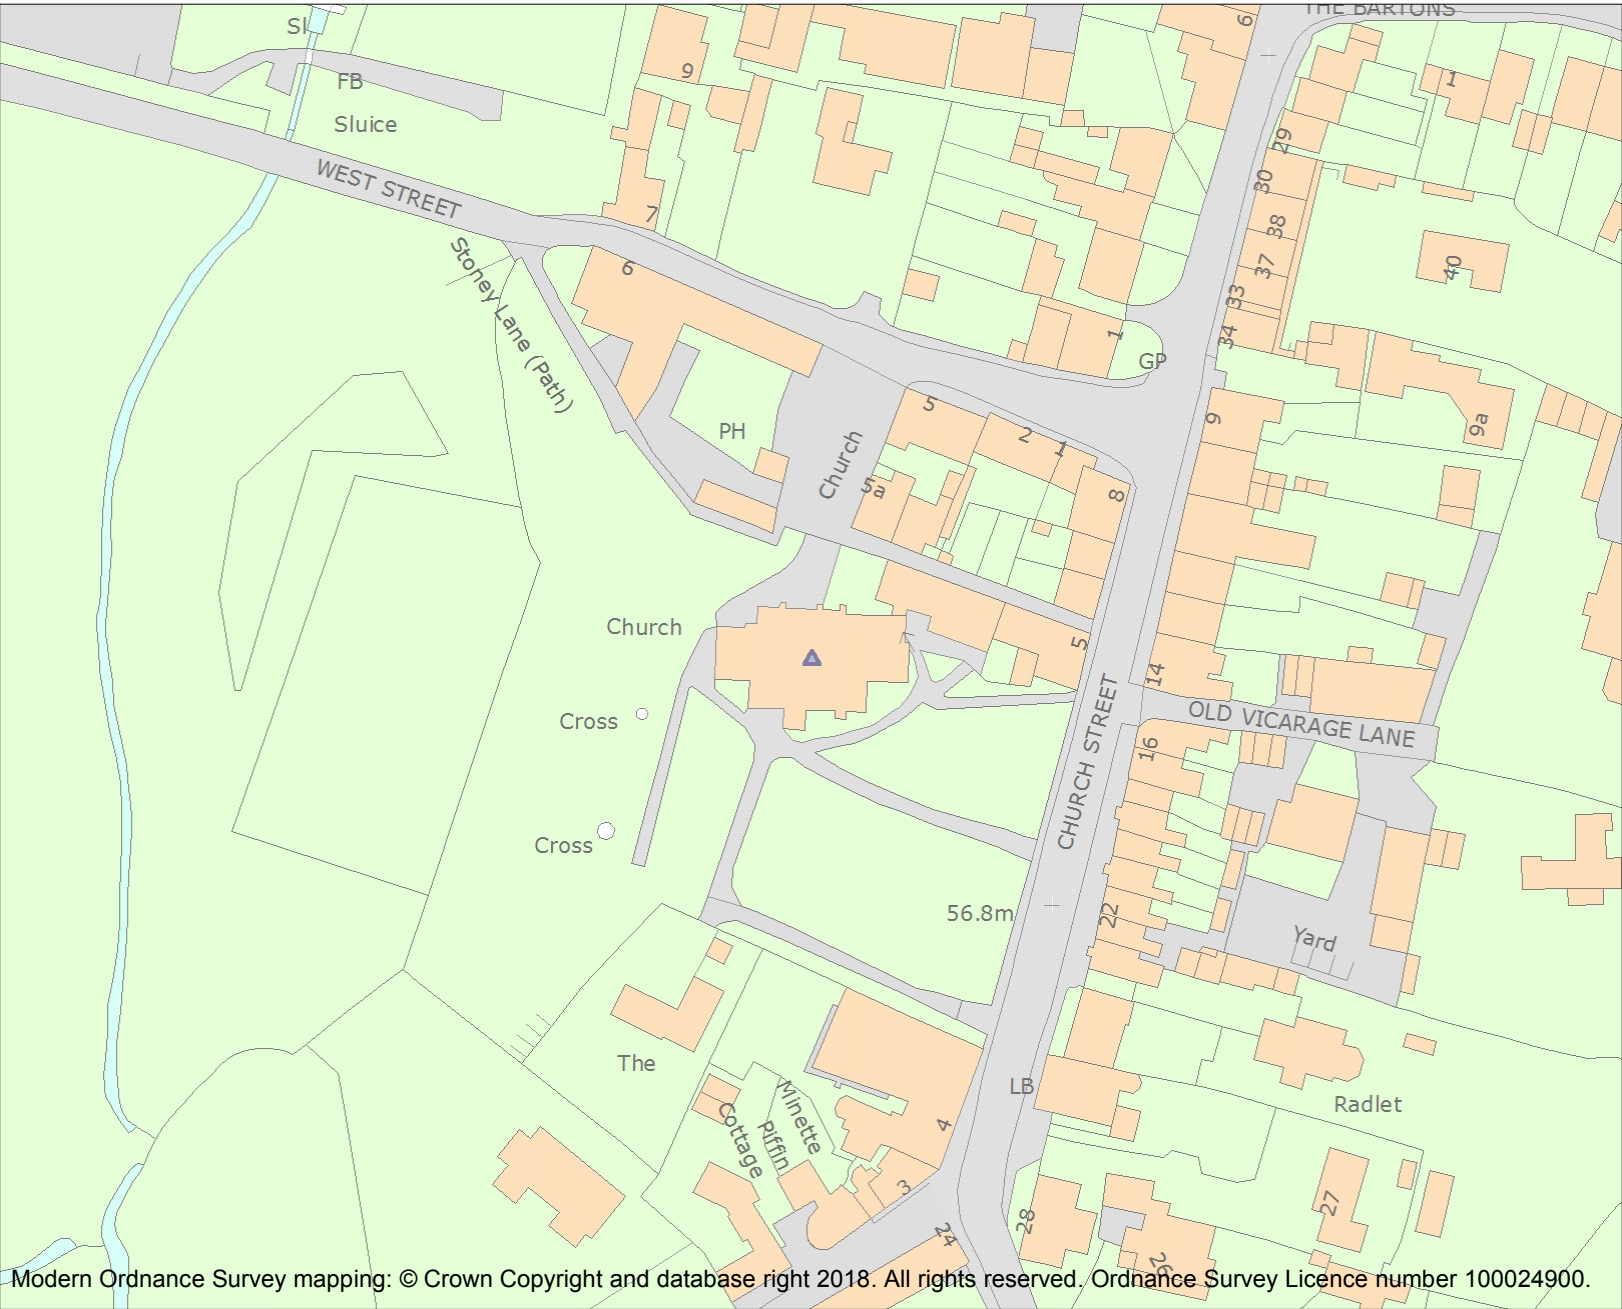 THE BARTONS
Sl
6
9
FB
1
Sluice
29
WEST STREET
30
7
38
Stoney Lane (Path)
6
37
40
33
1
34
GP
5
9
9a
PH
2
1
Church
5a
8
Church
5
14
Cross
OLD VICARAGE LANE
16
CHURCH STREET
Cross
56.8m
22
Yard
The
LB
Radlet
Minette
Cottage
Piffin
4
3
27
28
24
26
Modern Ordnance Survey mapping: © Crown Copyright and database right 2018. All rights reserved. Ordnance Survey Licence number 100024900.